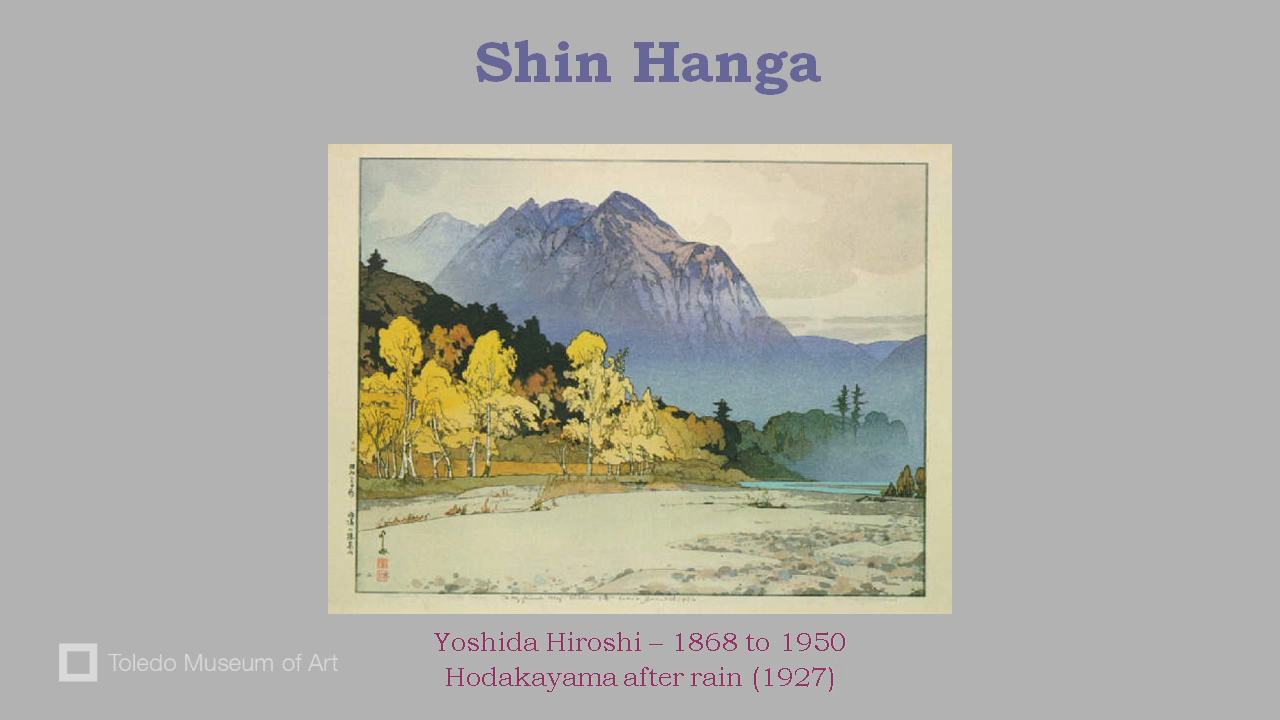 Shin Hanga
Toledo Museum of Art
Yoshida Hiroshi – 1868 to 1950
Hodakayama after rain (1927)